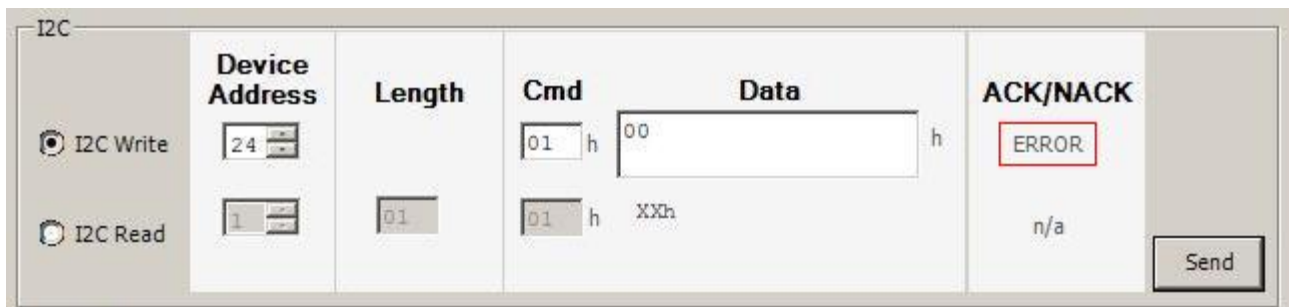 I2C
Device Address
Length
Cmd
Data
ACK/NACK
I2C Write
24
01 h
00
h
ERROR
I2C Read
1
01
01 h
XXh
n/a
Send